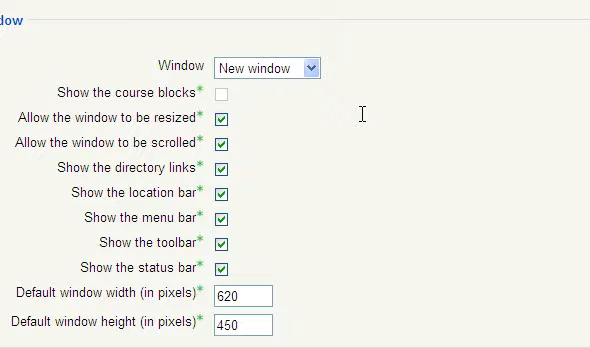 dow
Window New window
Show the course blocks*
Allow the window to be resized*
Allow the window to be scrolled*
Show the directory links*
Show the location bar*
Show the menu bar*
Show the toolbar*
Show the status bar*
Default window width (in pixels)* 620
Default window height (in pixels)* 450